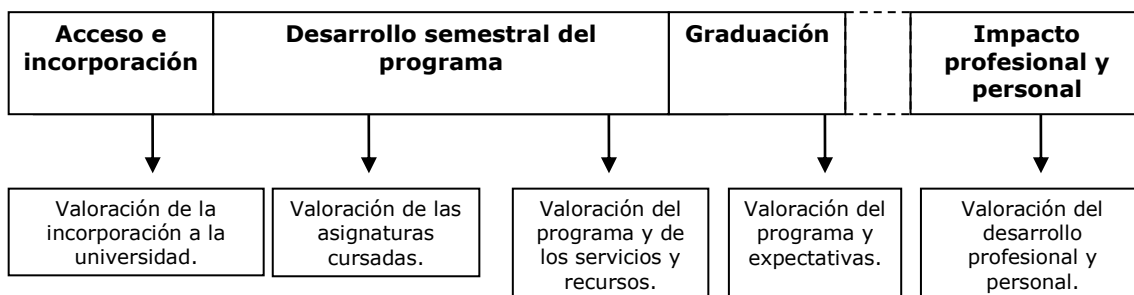 Acceso e
incorporación
Desarrollo semestral del
programa
Graduación
Impacto
profesional y
personal
Valoración de la
incorporación a la
universidad.
Valoración de las
asignaturas
cursadas.
Valoración del
programa y de
los servicios y
recursos.
Valoración del
programa y
expectativas.
Valoración del
desarrollo
profesional y
personal.